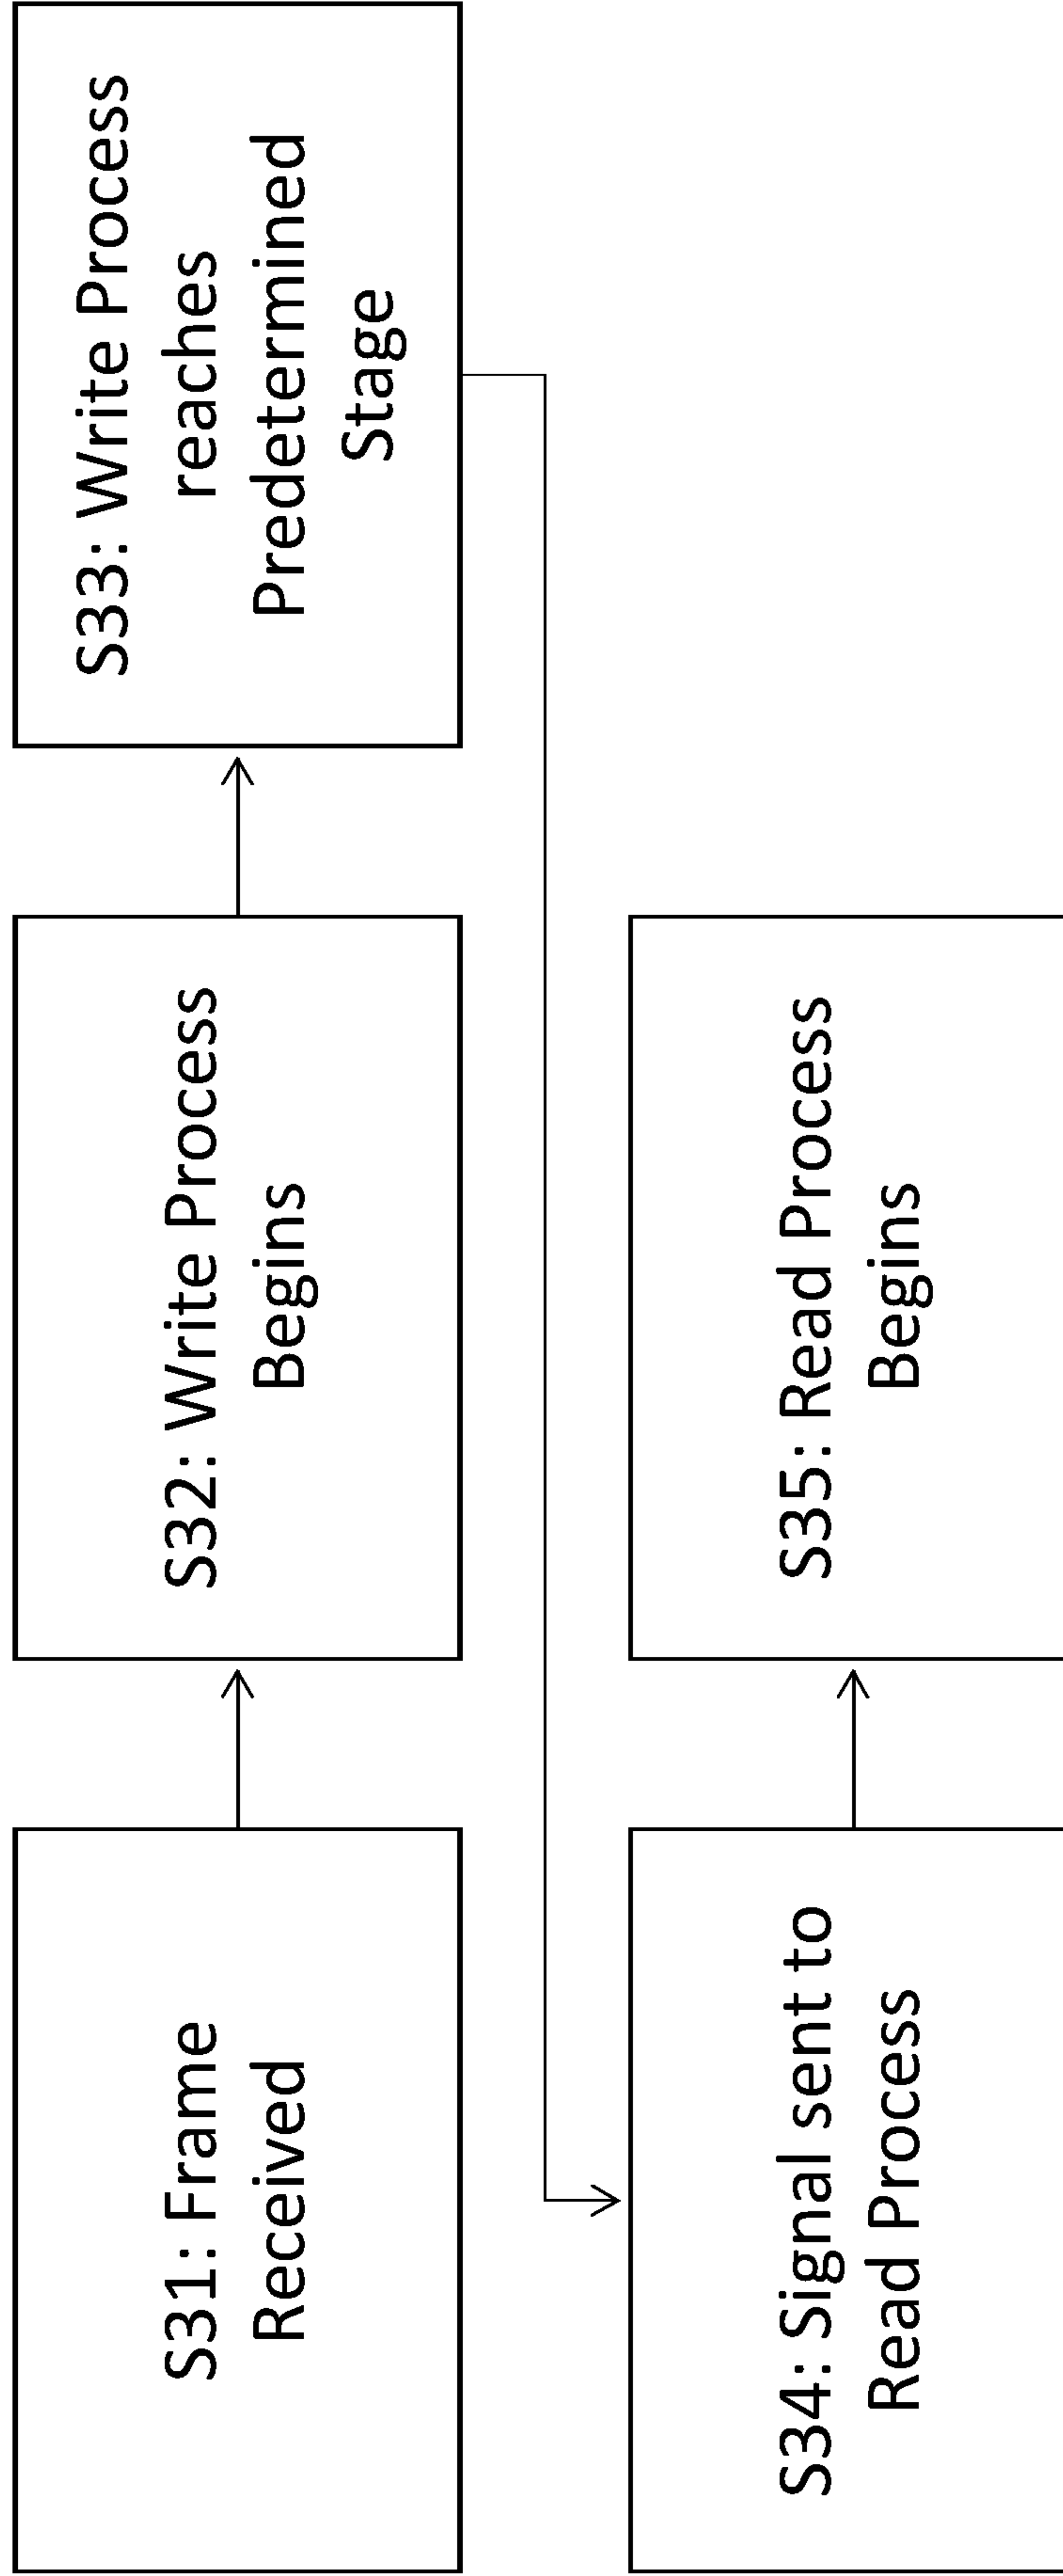 S31: Frame
Received
S32: Write Process
Begins
S33: Write Process
reaches
Predetermined
Stage
S34: Signal sent to
Read Process
S35: Read Process
Begins